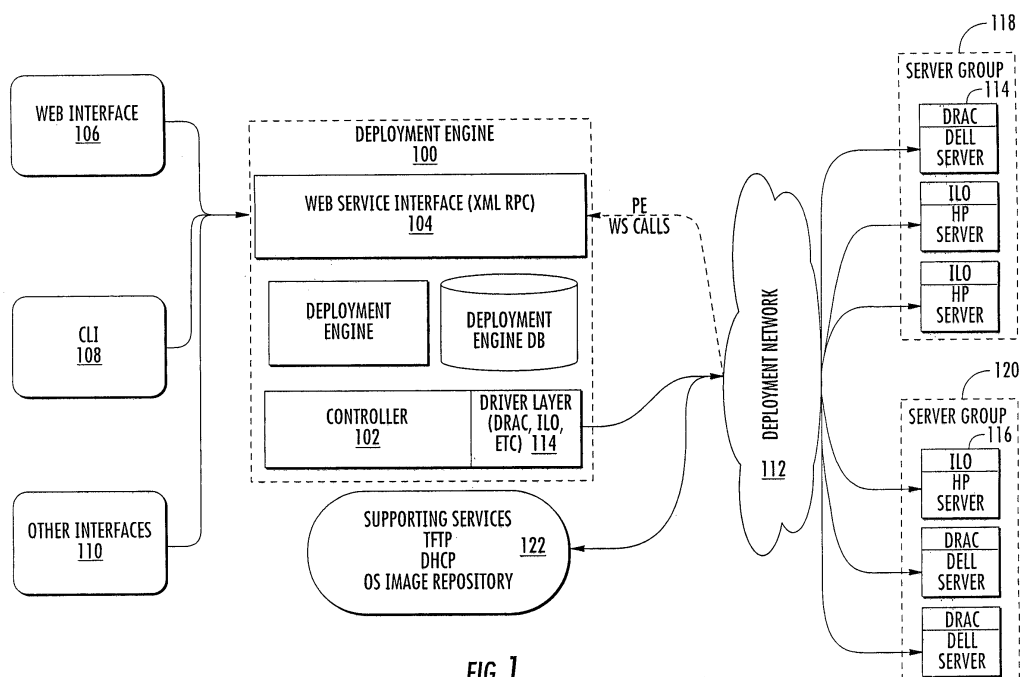 WEB INTERFACE
106
CLI
108
OTHER INTERFACES
110
DEPLOYMENT ENGINE
100
WEB SERVICE INTERFACE (XML RPC)
104
DEPLOYMENT
ENGINE
DEPLOYMENT
ENGINE DB
CONTROLLER
102
DRIVER LAYER
(DRAC, ILO,
ETC) 114
SUPPORTING SERVICES
TFTP
DHCP
OS IMAGE REPOSITORY
122
PE
WS CALLS
DEPLOYMENT NETWORK
112
118
SERVER GROUP
114
DRAC
DELL
SERVER
ILO
HP
SERVER
ILO
HP
SERVER
120
SERVER GROUP
116
ILO
HP
SERVER
DRAC
DELL
SERVER
DRAC
DELL
SERVER
FIG. 1